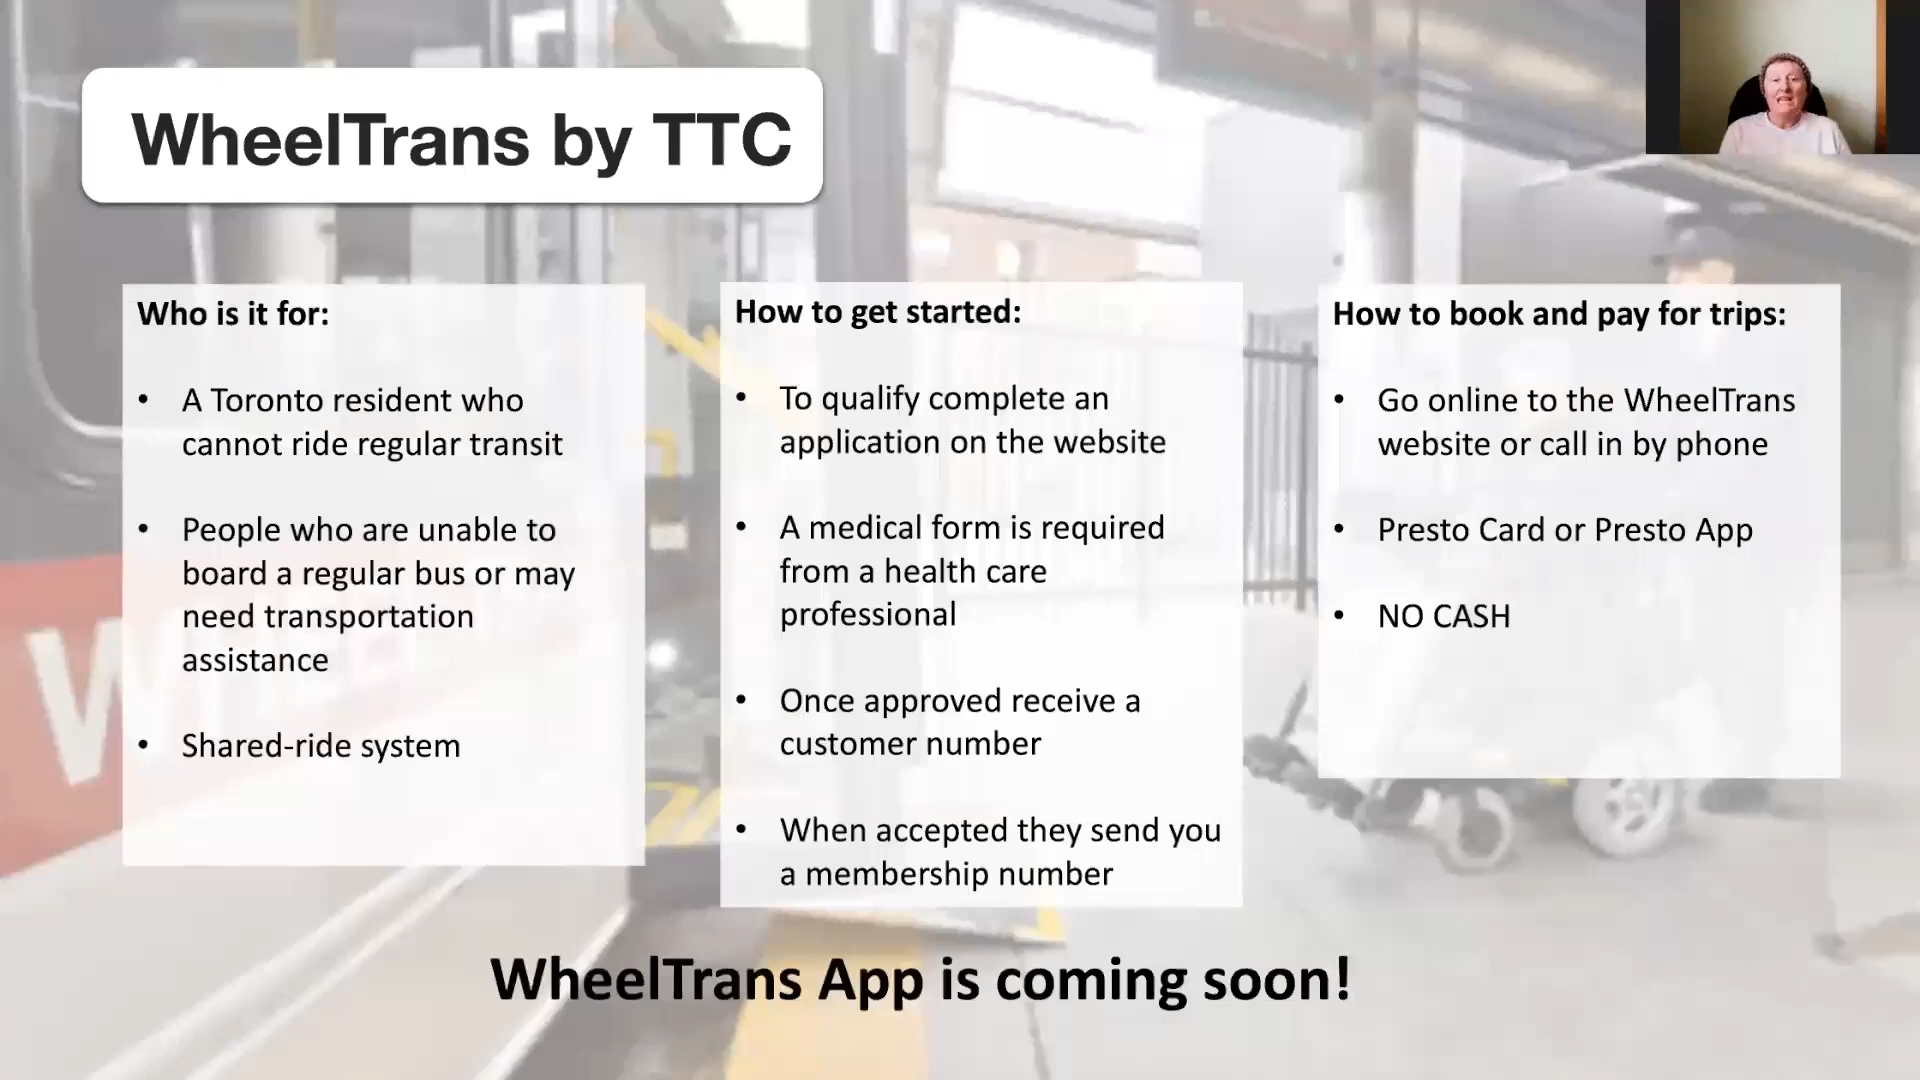 WheelTrans by TTC
Who is it for:
• A Toronto resident who
cannot ride regular transit
• People who are unable to
board a regular bus or may
need transportation
assistance
• Shared-ride system
How to get started:
• To qualify complete an
application on the website
• A medical form is required
from a health care
professional
• Once approved receive a
customer number
• When accepted they send you
a membership number
How to book and pay for trips:
• Go online to the WheelTrans
website or call in by phone
• Presto Card or Presto App
• NO CASH
WheelTrans App is coming soon!